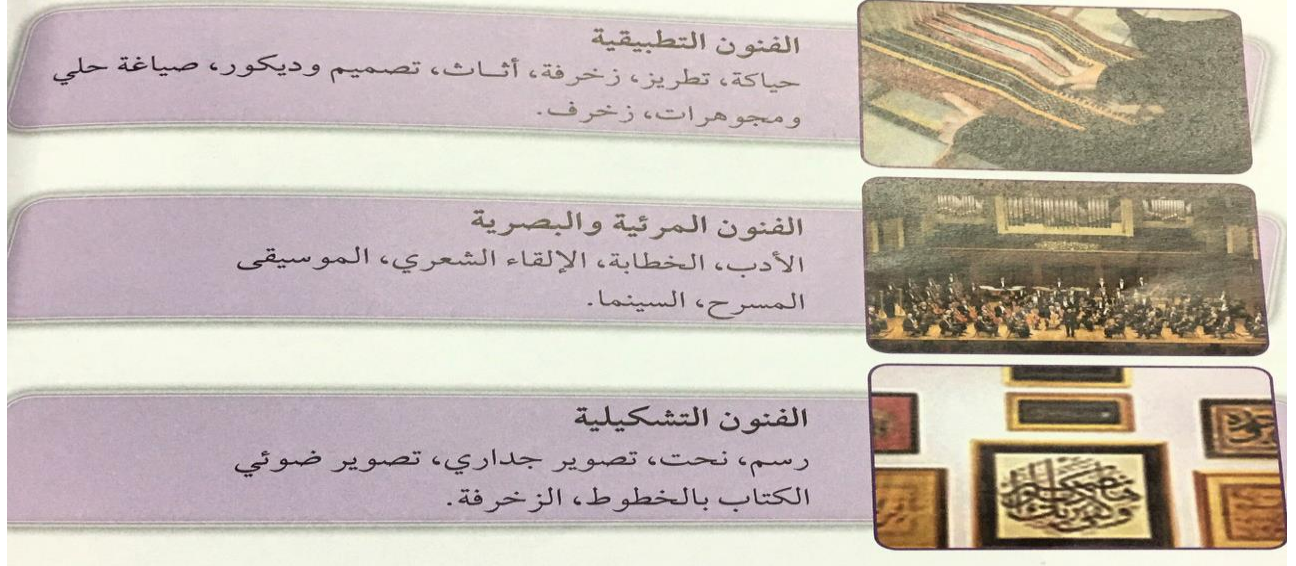 الفنون التطبيقية
حياكة، تطريز، زخرفة، أثـاث، تصميم وديكور، صياغة حلي
ومجوهرات، زخرف.
الفنون المرئية والبصرية
الأدب، الخطابة، الإلقاء الشعري، الموسيقى
المسرح، السينما.
الفنون التشكيلية
رسم، نحت، تصوير جداري، تصوير ضوئي
الكتاب بالخطوط، الزخرفة.